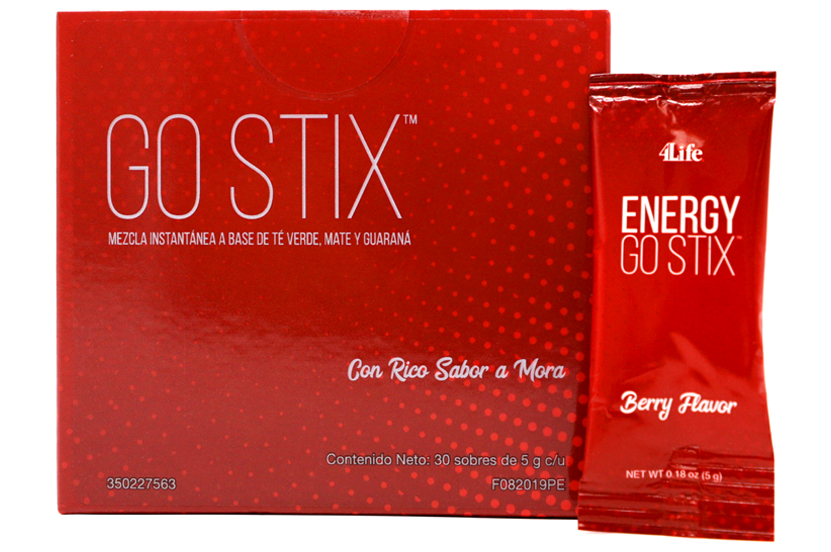 GO STIX™
MEZCLA INSTANTÁNEA A BASE DE TÉ VERDE, MATE Y GUARANÁ
Con Rico Sabor a Mora
Contenido Neto: 30 sobres de 5 g c/u
350227563
F082019PE
4Life
ENERGY
GO STIX™
Berry Flavor
NET WT 0.18 oz (5 g)